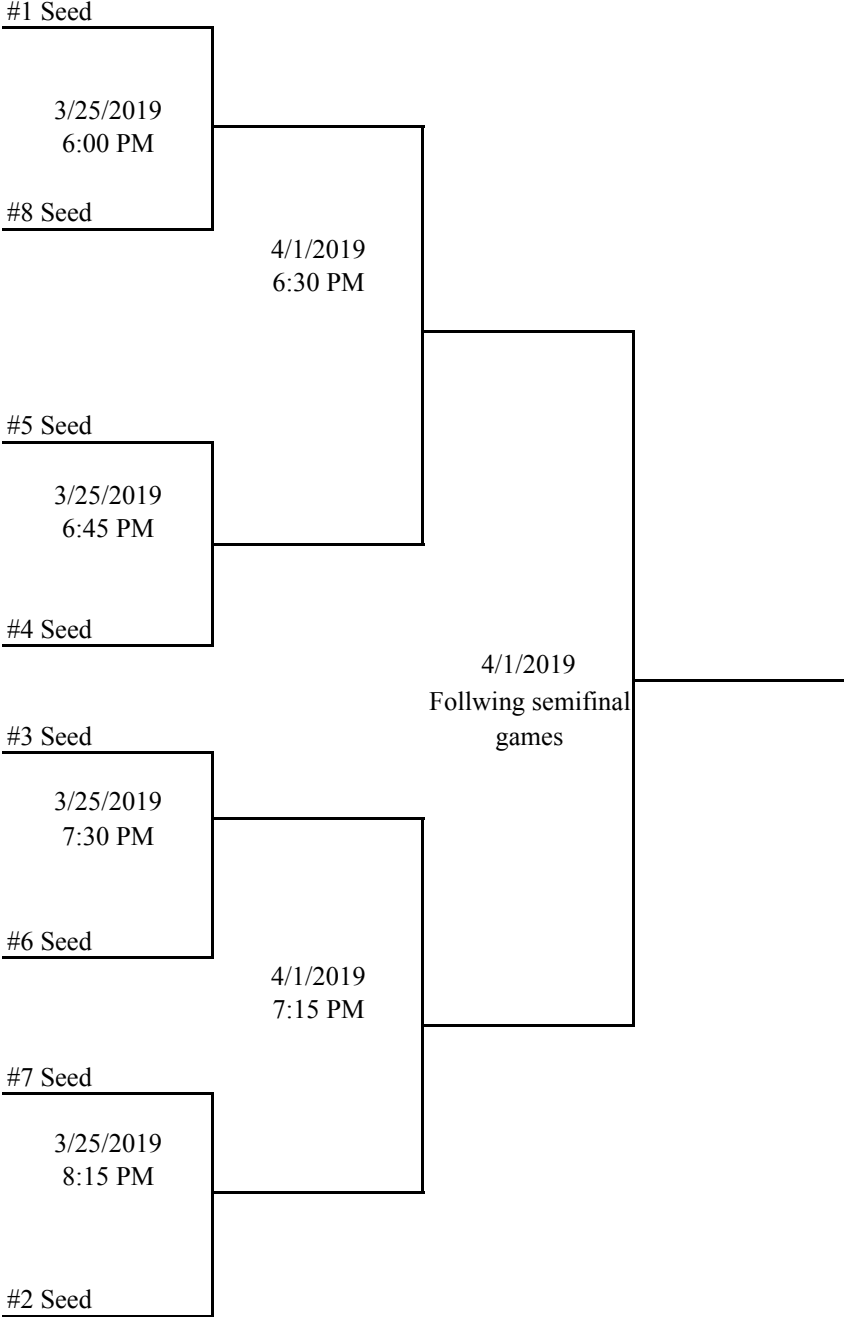 #1 Seed
3/25/2019
6:00 PM
#8 Seed
4/1/2019
6:30 PM
#5 Seed
3/25/2019
6:45 PM
#4 Seed
4/1/2019
Follwing semifinal
games
#3 Seed
3/25/2019
7:30 PM
#6 Seed
4/1/2019
7:15 PM
#7 Seed
3/25/2019
8:15 PM
#2 Seed